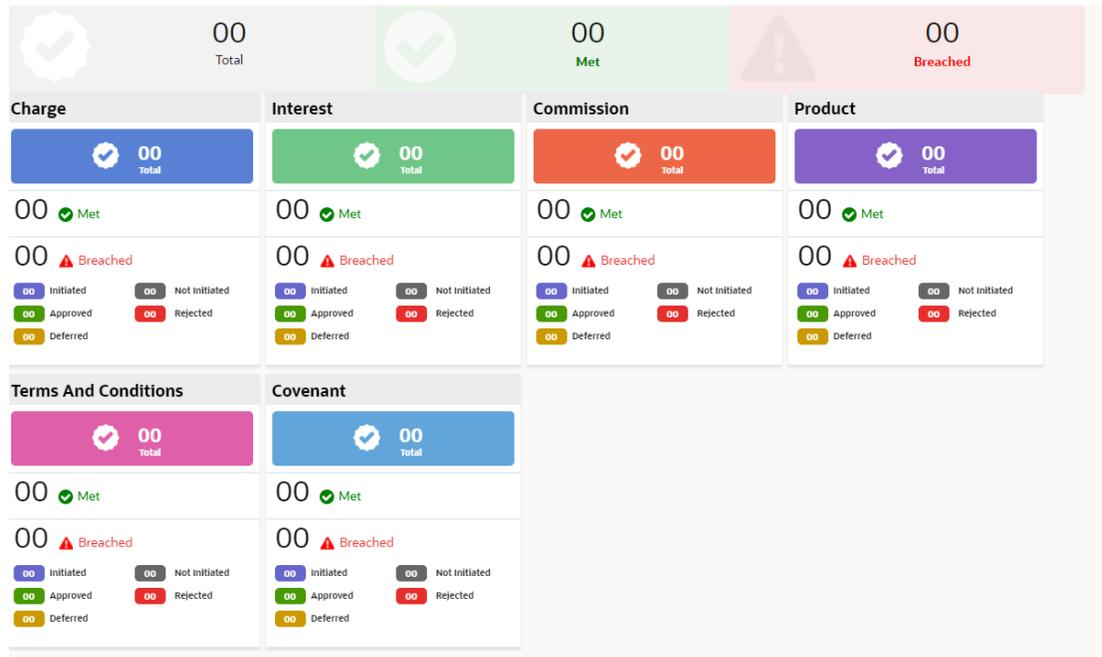 00 00 00
Total Met Breached
Charge Interest Commission Product
00 00 00 00
Total Total Total Total
00 Met 00 Met 00 Met 00 Met
00 Breached 00 Breached 00 Breached 00 Breached
00 Initiated 00 Not Initiated 00 Initiated 00 Not Initiated 00 Initiated 00 Not Initiated 00 Initiated 00 Not Initiated
00 Approved 00 Rejected 00 Approved 00 Rejected 00 Approved 00 Rejected 00 Approved 00 Rejected
00 Deferred 00 Deferred 00 Deferred 00 Deferred
Terms And Conditions Covenant
00 00
Total Total
00 Met 00 Met
00 Breached 00 Breached
00 Initiated 00 Not Initiated 00 Initiated 00 Not Initiated
00 Approved 00 Rejected 00 Approved 00 Rejected
00 Deferred 00 Deferred